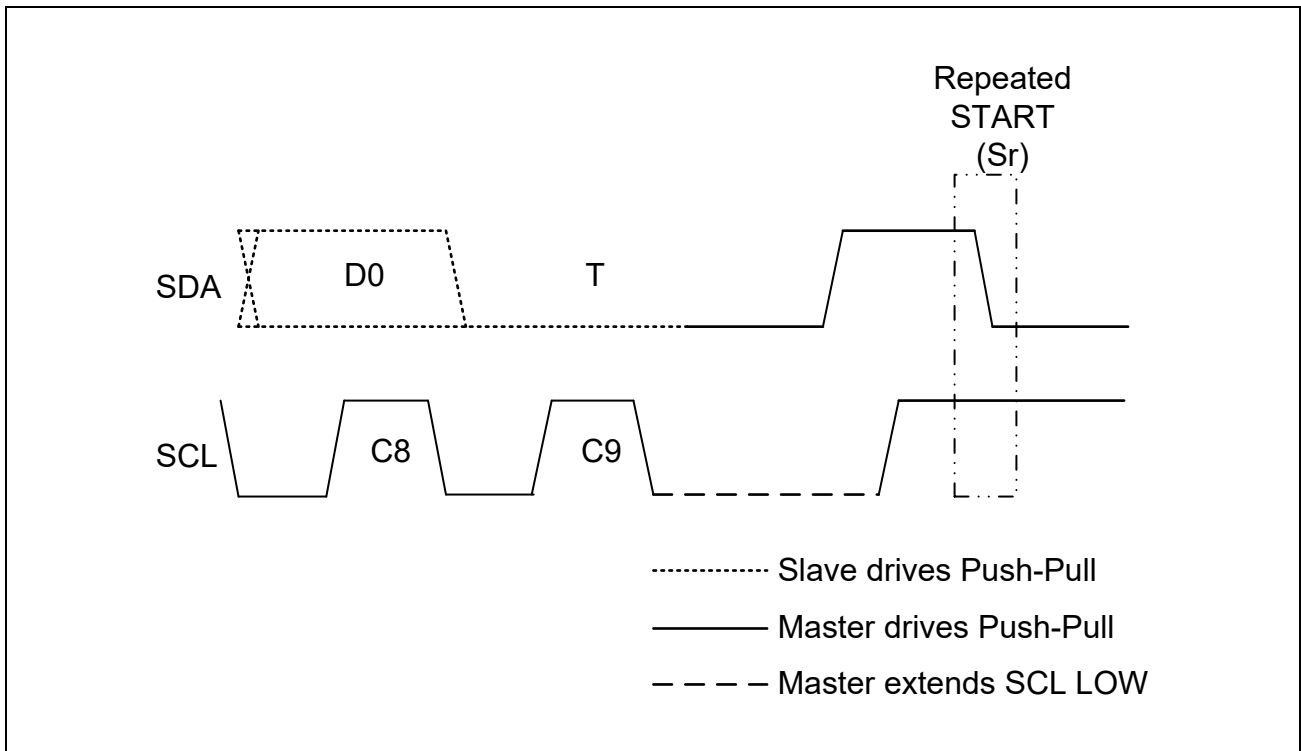 Repeated
START
(Sr)
SDA
D0
T
SCL
C8
C9
Slave drives Push-Pull
Master drives Push-Pull
Master extends SCL LOW